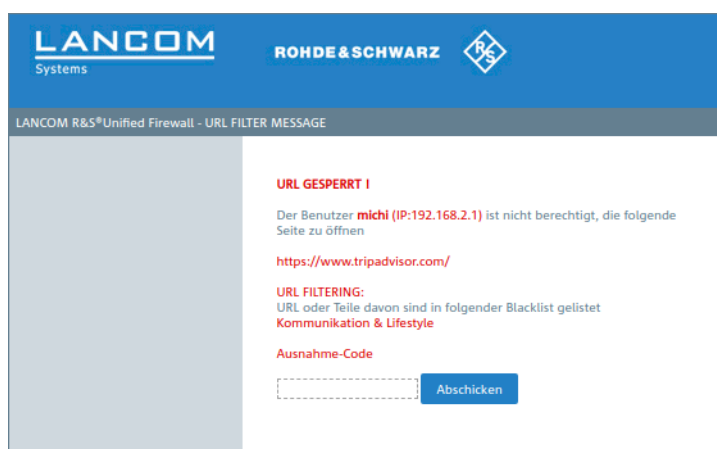 LANCOM
Systems
ROHDE&SCHWARZ
R&S
LANCOM R&S®Unified Firewall - URL FILTER MESSAGE
URL GESPERRT !
Der Benutzer michi (IP:192.168.2.1) ist nicht berechtigt, die folgende
Seite zu öffnen
https://www.tripadvisor.com/
URL FILTERING:
URL oder Teile davon sind in folgender Blacklist gelistet
Kommunikation & Lifestyle
Ausnahme-Code
Abschicken